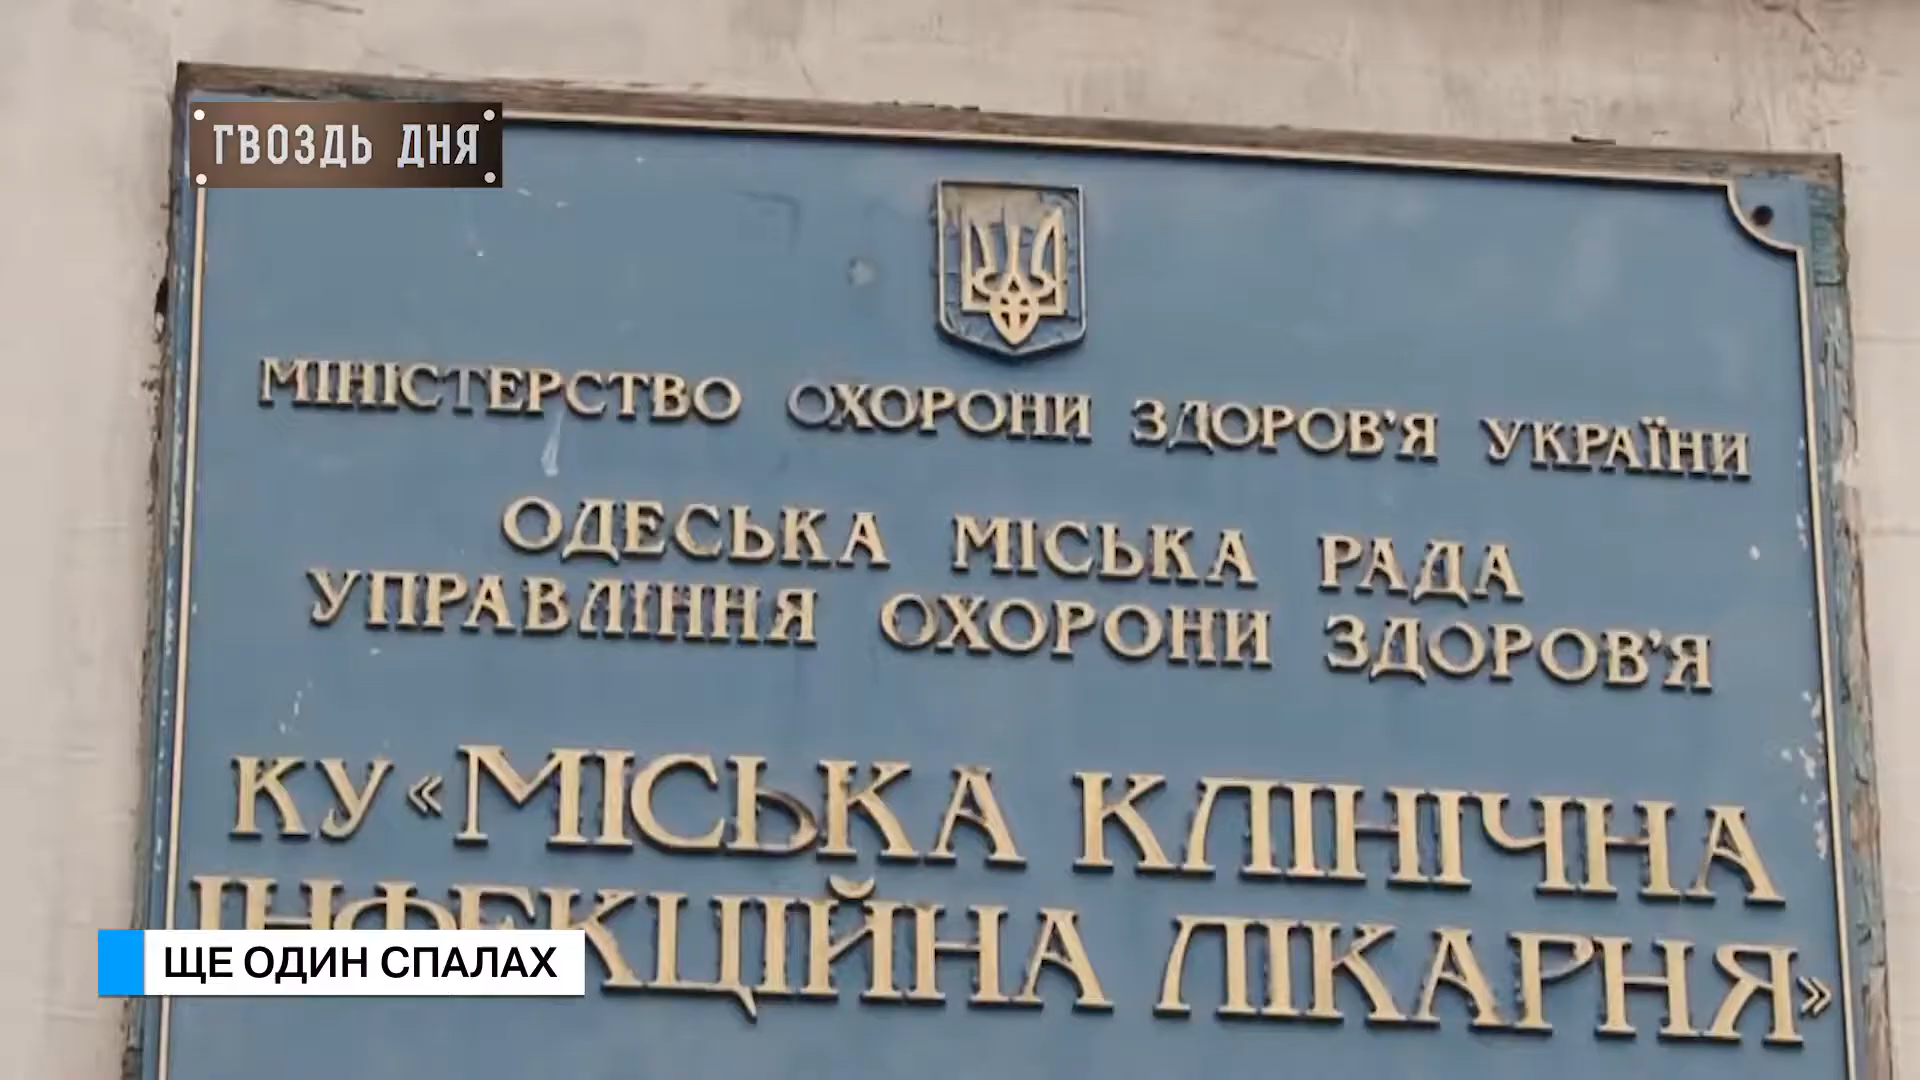 ГВОЗДЬ ДНЯ
МІНІСТЕРСТВО ОХОРОНИ ЗДОРОВ'Я УКРАЇНИ
ОДЕСЬКА МІСЬКА РАДА
УПРАВЛІННЯ ОХОРОНИ ЗДОРОВ'Я
КУ «МІСЬКА КЛІНІЧНА
ІНФЕКЦІЙНА ЛІКАРНЯ»
ЩЕ ОДИН СПАЛАХ